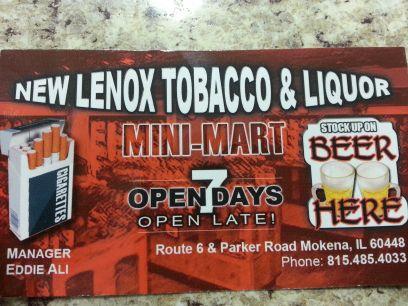 NEW LENOX TOBACCO & LIQUOR
MINI-MART
7
OPEN DAYS
OPEN LATE!
STOCK UP ON
BEER
HERE
CIGARETTES
MANAGER
EDDIE ALI
Route 6 & Parker Road Mokena, IL 60448
Phone: 815.485.4033